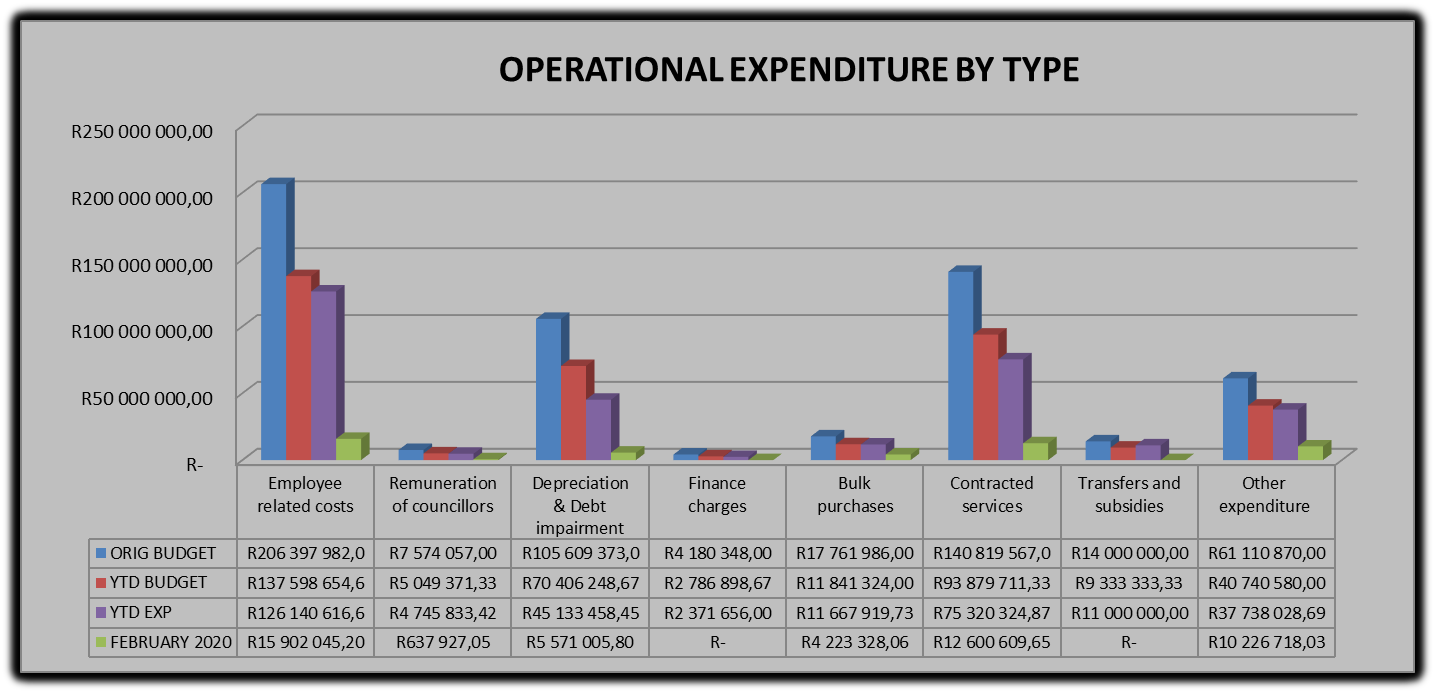 OPERATIONAL EXPENDITURE BY TYPE
R250 000 000,00
R200 000 000,00
R150 000 000,00
R100 000 000,00
R50 000 000,00
R-
Employee related costs
Remuneration of councillors
Depreciation & Debt impairment
Finance charges
Bulk purchases
Contracted services
Transfers and subsidies
Other expenditure
ORIG BUDGET R206 397 982,0 R7 574 057,00 R105 609 373,0 R4 180 348,00 R17 761 986,00 R140 819 567,0 R14 000 000,00 R61 110 870,00
YTD BUDGET R137 598 654,6 R5 049 371,33 R70 406 248,67 R2 786 898,67 R11 841 324,00 R93 879 711,33 R9 333 333,33 R40 740 580,00
YTD EXP R126 140 616,6 R4 745 833,42 R45 133 458,45 R2 371 656,00 R11 667 919,73 R75 320 324,87 R11 000 000,00 R37 738 028,69
FEBRUARY 2020 R15 902 045,20 R637 927,05 R5 571 005,80 R- R4 223 328,06 R12 600 609,65 R- R10 226 718,03